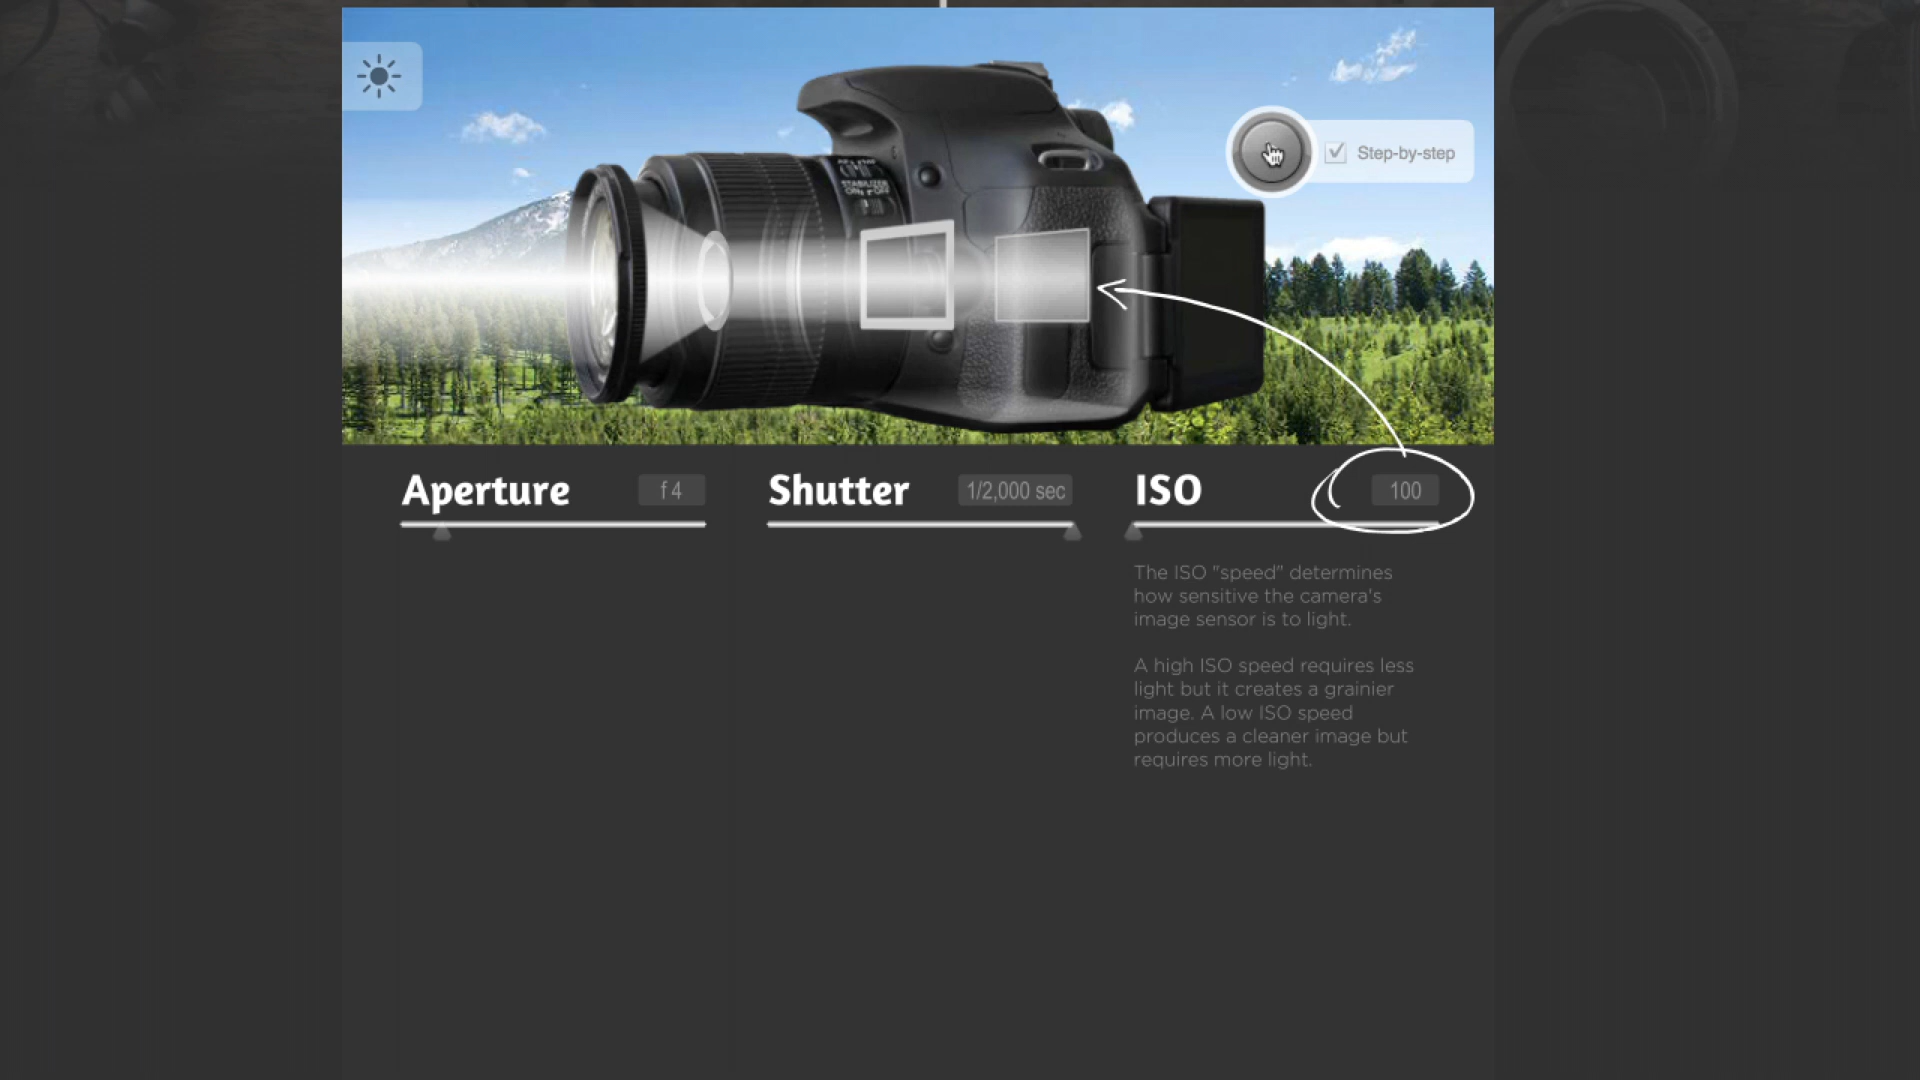 STABILIZER
Step-by-step
Aperture
f 4
Shutter
1/2,000 sec
ISO
100
The ISO "speed" determines
how sensitive the camera's
image sensor is to light.
A high ISO speed requires less
light but it creates a grainier
image. A low ISO speed
produces a cleaner image but
requires more light.